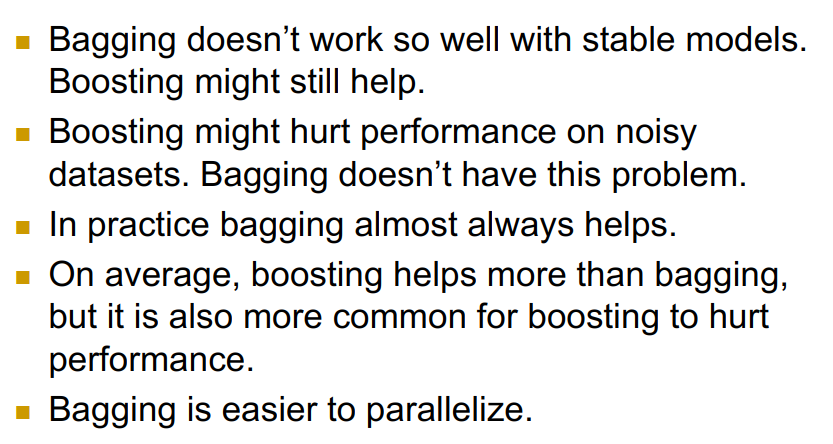 Bagging doesn’t work so well with stable models.
Boosting might still help.
Boosting might hurt performance on noisy
datasets. Bagging doesn’t have this problem.
In practice bagging almost always helps.
On average, boosting helps more than bagging,
but it is also more common for boosting to hurt
performance.
Bagging is easier to parallelize.